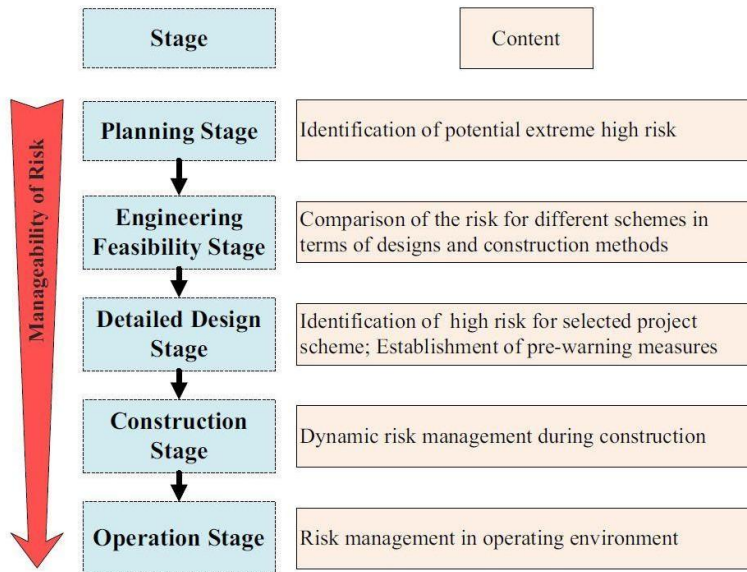 Stage
Content
Manageability of Risk
Planning Stage
Identification of potential extreme high risk
Engineering
Feasibility Stage
Comparison of the risk for different schemes in
terms of designs and construction methods
Detailed Design
Stage
Identification of high risk for selected project
scheme; Establishment of pre-warning measures
Construction
Stage
Dynamic risk management during construction
Operation Stage
Risk management in operating environment